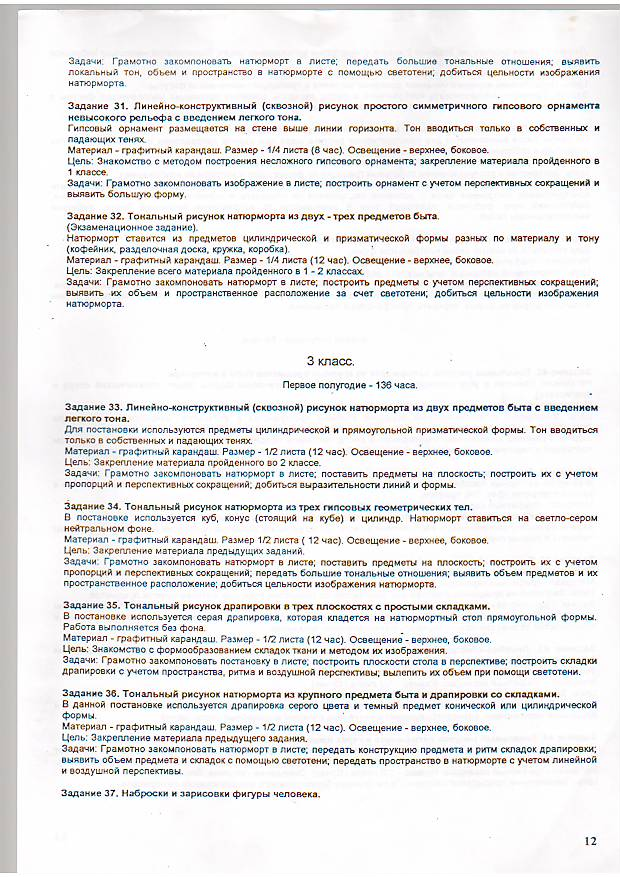 Задачи: Грамотно закомпоновать натюрморт в листе; передать большие тональные отношения; выявить
локальный тон, объем и пространство в натюрморте с помощью светотени; добиться цельности изображения
натюрморта.
Задание 31. Линейно-конструктивный (сквозной) рисунок простого симметричного гипсового орнамента
невысокого рельефа с введением легкого тона.
Гипсовый орнамент размещается на стене выше линии горизонта. Тон вводиться только в собственных и
падающих тенях.
Материал - графитный карандаш. Размер - 1/4 листа (8 час). Освещение - верхнее, боковое.
Цель: Знакомство с методом построения несложного гипсового орнамента; закрепление материала пройденного в
1 классе.
Задачи: Грамотно закомпоновать изображение в листе; построить орнамент с учетом перспективных сокращений и
выявить большую форму.
Задание 32. Тональный рисунок натюрморта из двух - трех предметов быта.
(Экзаменационное задание).
Натюрморт ставится из предметов цилиндрической и призматической формы разных по материалу и тону
(кофейник, разделочная доска, кружка, коробка).
Материал - графитный карандаш. Размер - 1/4 листа (12 час). Освещение - верхнее, боковое.
Цель: Закрепление всего материала пройденного в 1 - 2 классах.
Задачи: Грамотно закомпоновать натюрморт в листе; построить предметы с учетом перспективных сокращений;
выявить их объем и пространственное расположение за счет светотени; добиться цельности изображения
натюрморта.
3 класс.
Первое полугодие - 136 часа.
Задание 33. Линейно-конструктивный (сквозной) рисунок натюрморта из двух предметов быта с введением
легкого тона.
Для постановки используются предметы цилиндрической и прямоугольной призматической формы. Тон вводиться
только в собственных и падающих тенях.
Материал - графитный карандаш. Размер - 1/2 листа (12 час). Освещение - верхнее, боковое.
Цель: Закрепление материала пройденного во 2 классе.
Задачи: Грамотно закомпоновать натюрморт в листе; поставить предметы на плоскость; построить их с учетом
пропорций и перспективных сокращений; добиться выразительности линий и формы.
Задание 34. Тональный рисунок натюрморта из трех гипсовых геометрических тел.
В постановке используется куб, конус (стоящий на кубе) и цилиндр. Натюрморт ставиться на светло-сером
нейтральном фоне.
Материал - графитный карандаш. Размер 1/2 листа ( 12 час). Освещение - верхнее, боковое.
Цель: Закрепление материала предыдущих заданий.
Задачи: Грамотно закомпоновать натюрморт в листе; поставить предметы на плоскость; построить их с учетом
пропорций и перспективных сокращений; передать большие тональные отношения; выявить объем предметов и их
пространственное расположение; добиться цельности изображения натюрморта.
Задание 35. Тональный рисунок драпировки в трех плоскостях с простыми складками.
В постановке используется серая драпировка, которая кладется на натюрмортный стол прямоугольной формы.
Работа выполняется без фона.
Материал - графитный карандаш. Размер - 1/2 листа (12 час). Освещение - верхнее, боковое.
Цель: Знакомство с формообразованием складок ткани и методом их изображения.
Задачи: Грамотно закомпоновать постановку в листе; построить плоскости стола в перспективе; построить складки
драпировки с учетом пространства, ритма и воздушной перспективы; вылепить их объем при помощи светотени.
Задание 36. Тональный рисунок натюрморта из крупного предмета быта и драпировки со складками.
В данной постановке используется драпировка серого цвета и темный предмет конической или цилиндрической
формы.
Материал - графитный карандаш. Размер - 1/2 листа (12 час). Освещение - верхнее, боковое.
Цель: Закрепление материала предыдущего задания.
Задачи: Грамотно закомпоновать натюрморт в листе; передать конструкцию предмета и ритм складок драпировки;
выявить объем предмета и складок с помощью светотени; передать пространство в натюрморте с учетом линейной
и воздушной перспективы.
Задание 37. Наброски и зарисовки фигуры человека.
12